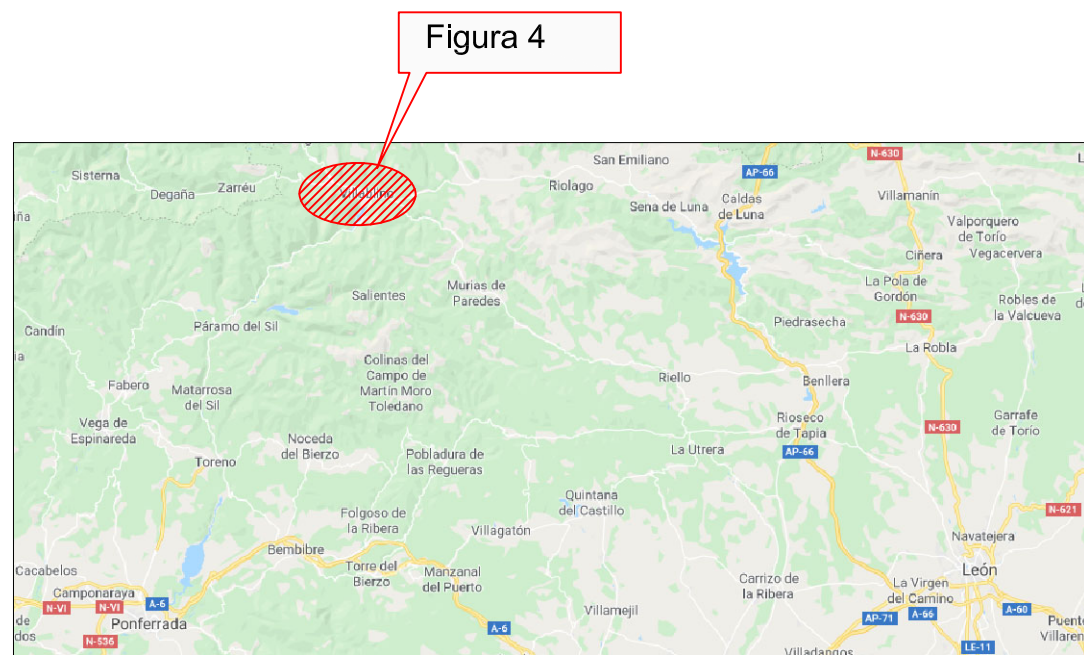 Figura 4
San Emiliano
N-630
Sisterna
AP-66
Degaña
Zarréu
Villablino
Riolago
Sena de Luna
Caldas
de Luna
Villamanín
Valporquero
de Torío
Vegacervera
Ciñera
La Pola de
Gordón
Salientes
Murias de
Paredes
Robles de
la Valcueva
N-630
Piedrasecha
Candín
Páramo del Sil
La Robla
Colinas del
Campo de
Martín Moro
Toledano
Riello
Benllera
Fabero
Matarrosa
del Sil
Vega de
Espinareda
Rioseco
de Tapia
AP-66
Garrafe
de Torío
N-630
Noceda
del Bierzo
La Utrera
Toreno
Pobladura de
las Regueras
Quintana
del Castillo
N-621
Folgoso de
la Ribera
Villagatón
Navatejera
Bembibre
León
Cacabelos
Torre del
Bierzo
Manzanal
del Puerto
Carrizo de
la Ribera
La Virgen
del Camino
Camponaraya
N-VI
N-VI
A-6
Villamejil
A-66
A-60
AP-71
Ponferrada
A-6
N-536
LE-11
Villadangos
Puente
Villaren